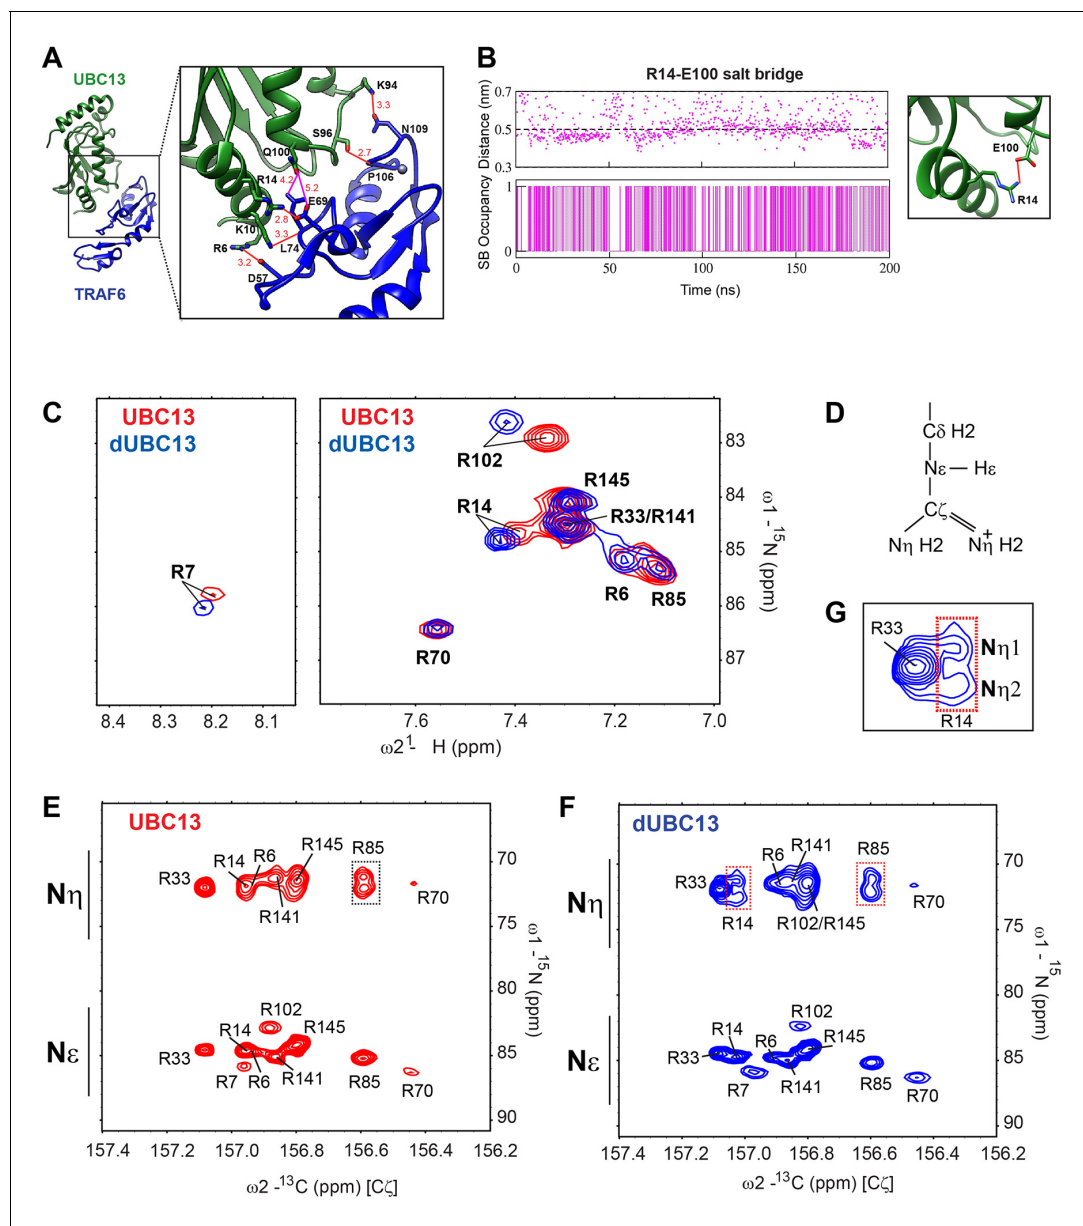 A
UBC13
TRAF6
K94
3.3
N109
S96
2.7
P106
Q100
R14
4.2
5.2
E69
K10
2.8
3.3
L74
R6
3.2
D57
B
R14-E100 salt bridge
SB Occupancy Distance (nm)
0.7
0.5
0.3
1
0
0 50 100 150 200
Time (ns)
E100
R14
C
UBC13
dUBC13
R7
8.3 8.2 8.1
UBC13
dUBC13
R102
R145
R14
R33/R141
R6
R85
R70
83
84
85
86
87
ω1 -15N (ppm)
7.6 7.4 7.2 7.0
ω2 1- H (ppm)
D
Cδ H2
Nε — Hε
Cζ
Nη H2
Nη+ H2
G
R33
Nη1
Nη2
R14
E
UBC13
Nη
Nε
R33
R14
R6
R145
R141
R85
R70
R102
R14
R145
R33
R7
R6
R141
R85
R70
70
75
80
85
90
ω1 -15N (ppm)
157.4 157.2 157.0 156.8 156.6 156.4 156.2
ω2 -13C (ppm) [Cζ]
F
dUBC13
Nη
Nε
R33
R14
R6
R141
R102/R145
R85
R70
R102
R14
R145
R33
R6
R7
R141
R85
R70
70
75
80
85
90
ω1 -15N (ppm)
157.4 157.2 157.0 156.8 156.6 156.4 156.2
ω2 -13C (ppm) [Cζ]